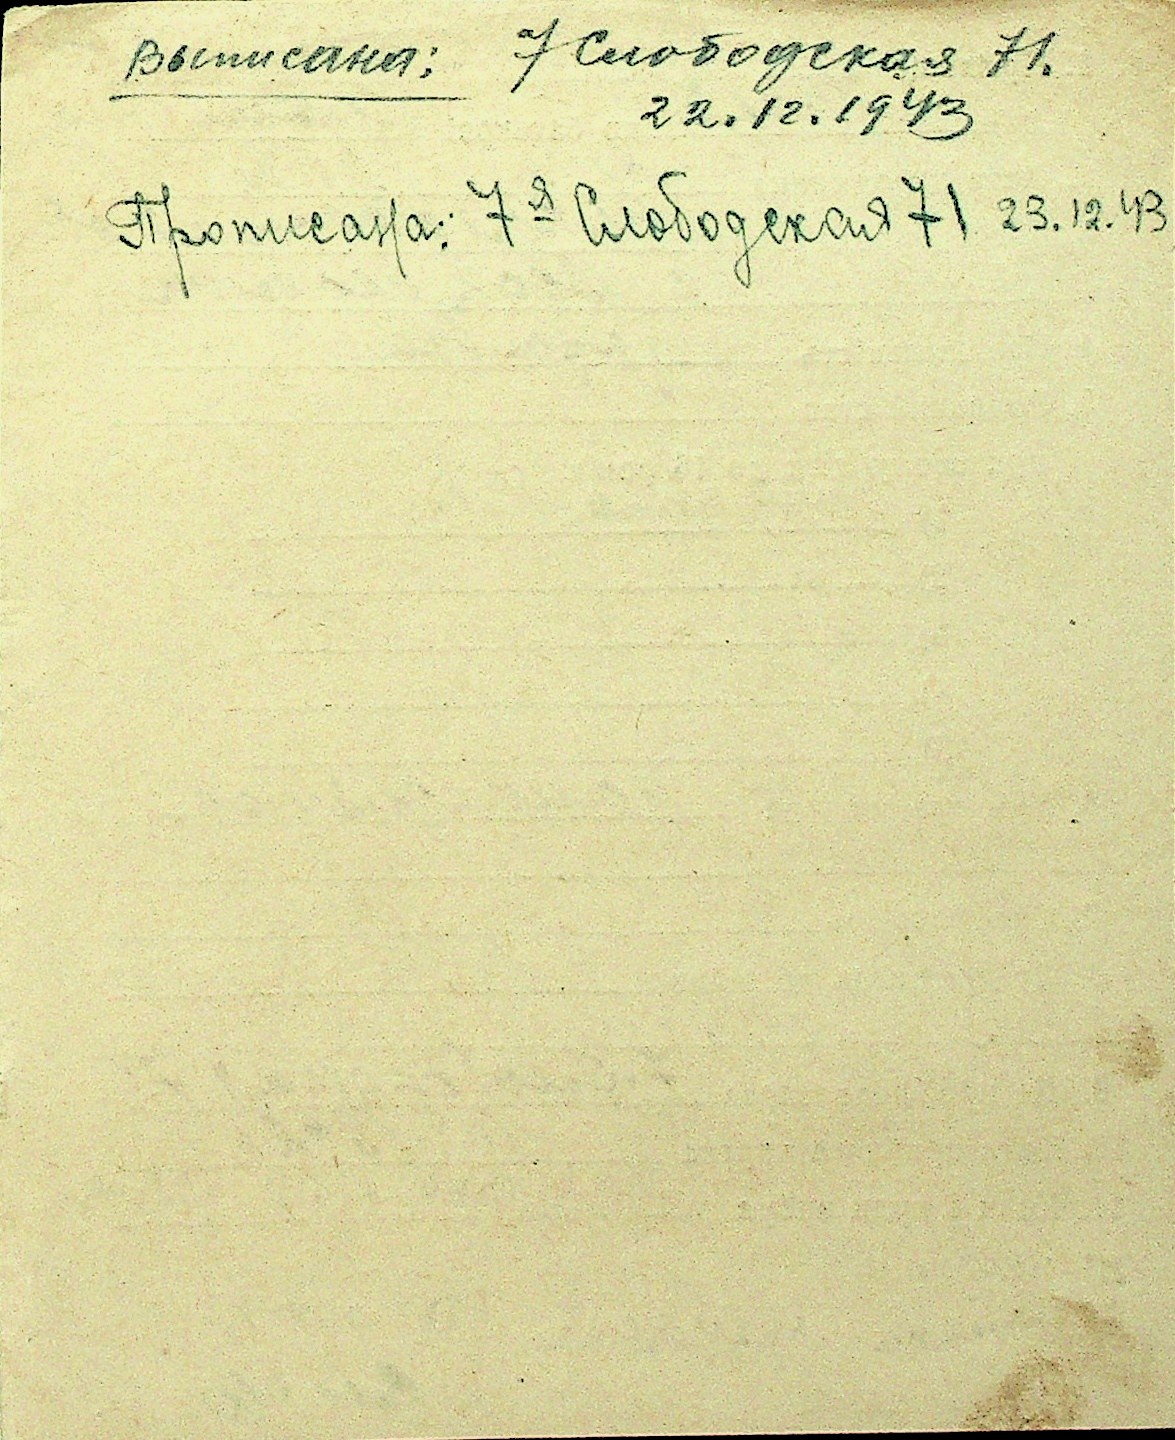 Выписана: 7 Слободская 71.
22.12.1943
Прописана: 7я Слободская 71 23.12.43